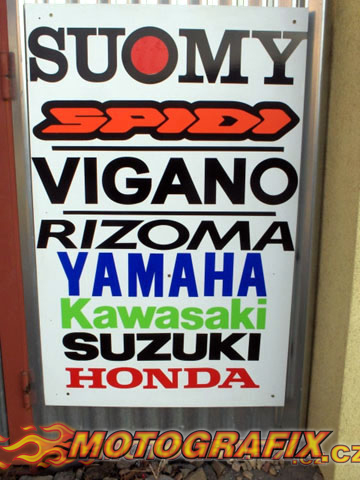 SUOMY
SPIDI
VIGANO
RIZOMA
YAMAHA
Kawasaki
SUZUKI
HONDA
MOTOGRAFIX.cz